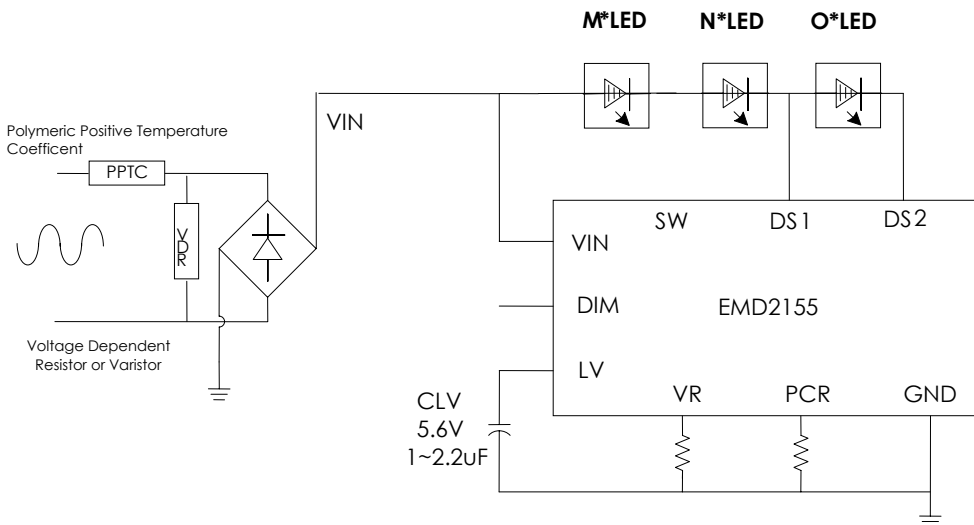 M*LED N*LED O*LED
VIN
Polymeric Positive Temperature
Coefficent
PPTC
VDR
Voltage Dependent
Resistor or Varistor
SW DS1 DS2
VIN
DIM
EMD2155
LV
VR PCR GND
CLV
5.6V
1~2.2uF